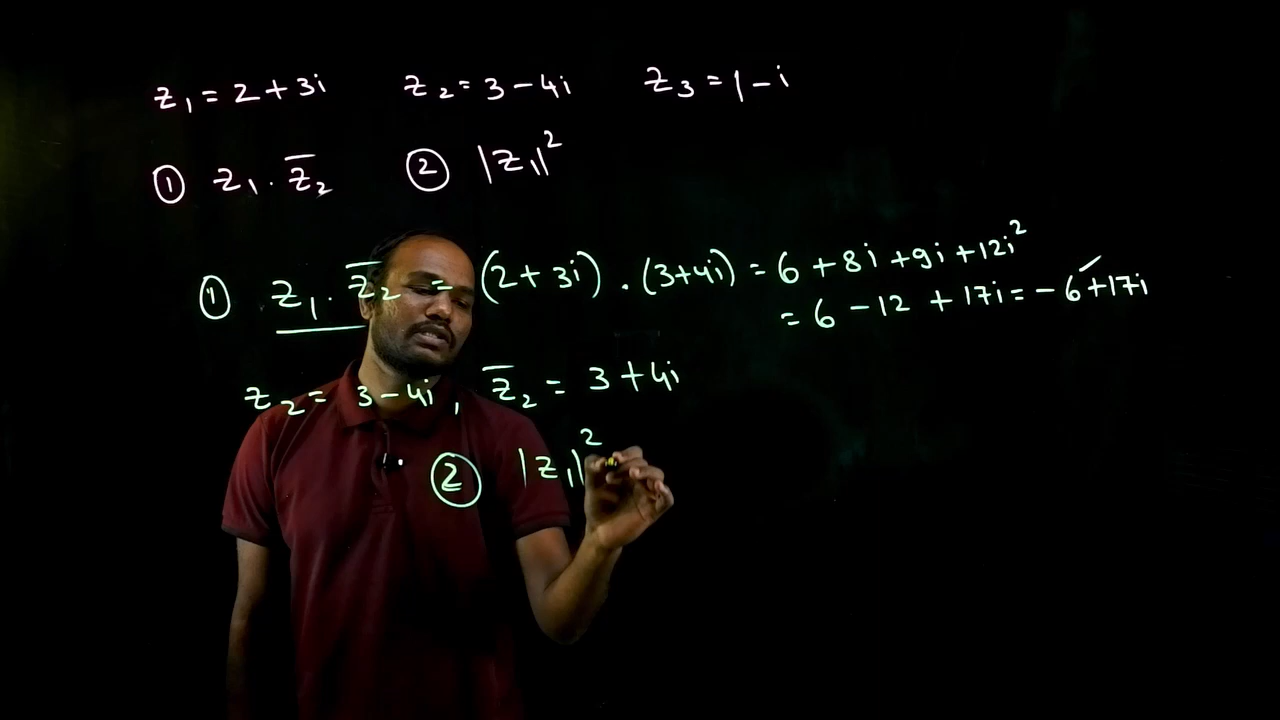 z₁ = 2 + 3i z₂ = 3 – 4i z₃ = 1 – i
① z₁ . z̅₂ ② |z₁|²
① z₁ . z̅₂ = (2 + 3i) . (3+4i) = 6 + 8i + 9i + 12i²
= 6 – 12 + 17i = – 6 + 17i
z₂ = 3 – 4i , z̅₂ = 3 + 4i
② |z₁|²